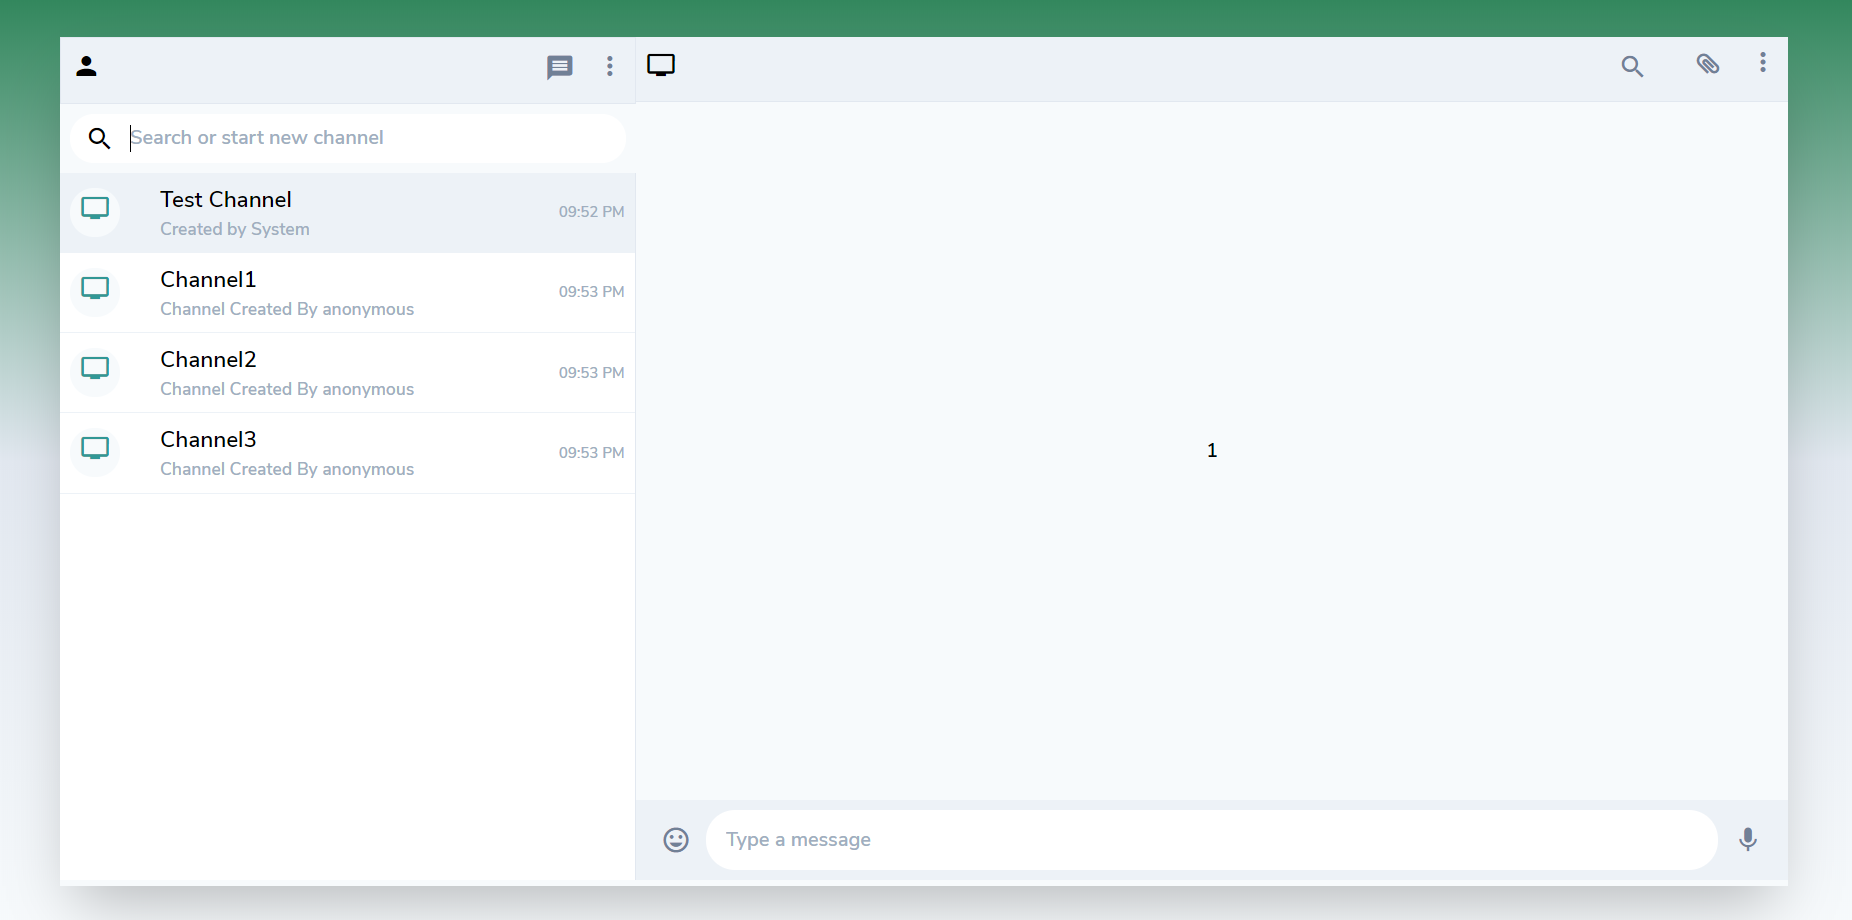 Search or start new channel
Test Channel
Created by System
09:52 PM
Channel1
Channel Created By anonymous
09:53 PM
Channel2
Channel Created By anonymous
09:53 PM
Channel3
Channel Created By anonymous
09:53 PM
1
Type a message